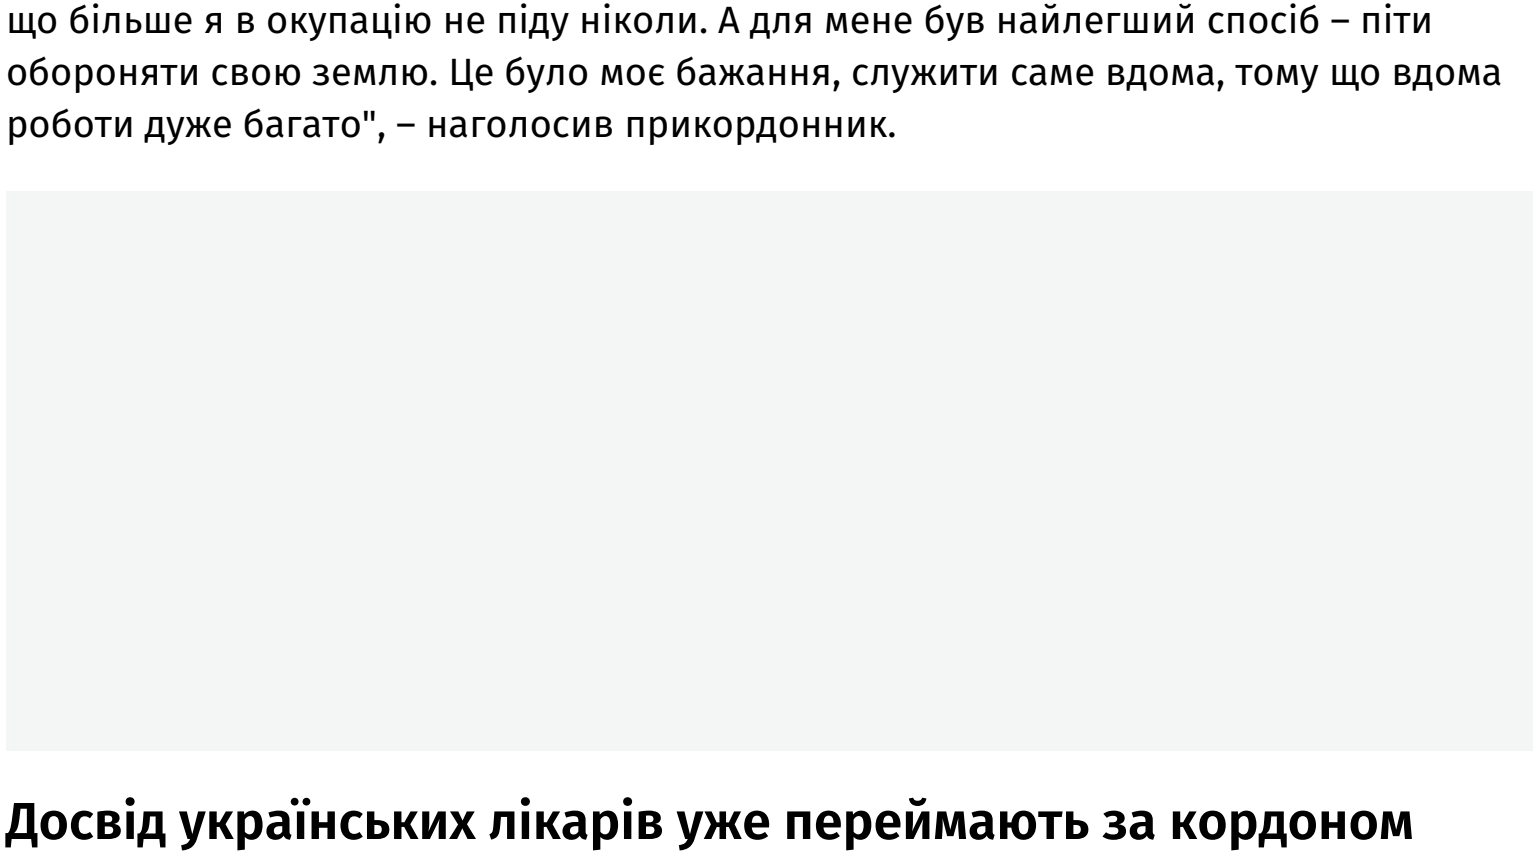 що більше я в окупацію не піду ніколи. А для мене був найлегший спосіб – піти
обороняти свою землю. Це було моє бажання, служити саме вдома, тому що вдома
роботи дуже багато", – наголосив прикордонник.
Досвід українських лікарів уже переймають за кордоном